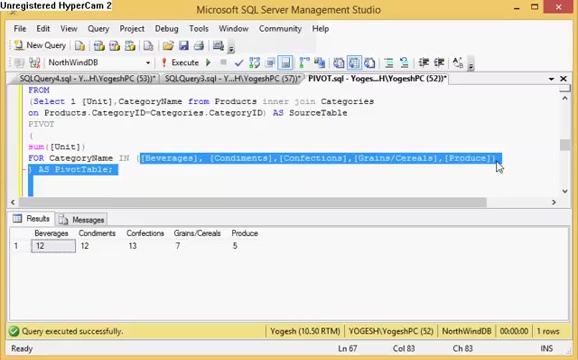 Unregistered HyperCam 2
Microsoft SQL Server Management Studio
File Edit View Query Project Debug Tools Window Community Help
New Query
NorthWindDB Execute
SQLQuery4.sql - Y...H\YogeshPC (53))* SQLQuery3.sql - Y...H\YogeshPC (57))* PIVOT.sql - Yoges...H\YogeshPC (52))*
FROM
(Select 1 [Unit],CategoryName from Products inner join Categories
on Products.CategoryID=Categories.CategoryID) AS SourceTable
PIVOT
(
sum([Unit])
FOR CategoryName IN ([Beverages], [Condiments],[Confections],[Grains/Cereals],[Produce])
) AS PivotTable;
Results Messages
Beverages Condiments Confections Grains/Cereals Produce
1 12 12 13 7 5
Query executed successfully. Yogesh (10.50 RTM) YOGESH\YogeshPC (52) NorthWindDB 00:00:00 1 rows
Ready Ln 67 Col 83 Ch 83 INS